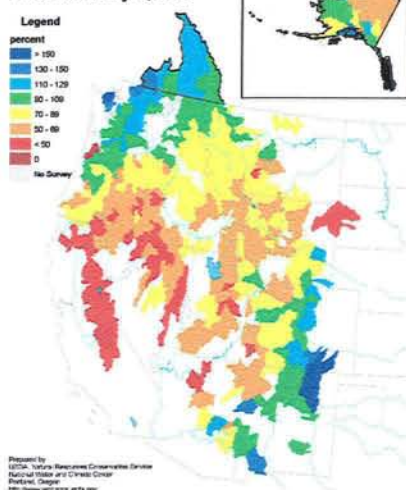 Legend
percent
> 150
130 - 150
110 - 129
90 - 109
70 - 89
50 - 69
< 50
0
No Survey
Prepared by
USDA, Natural Resources Conservation Service
National Water and Climate Center
Portland, Oregon